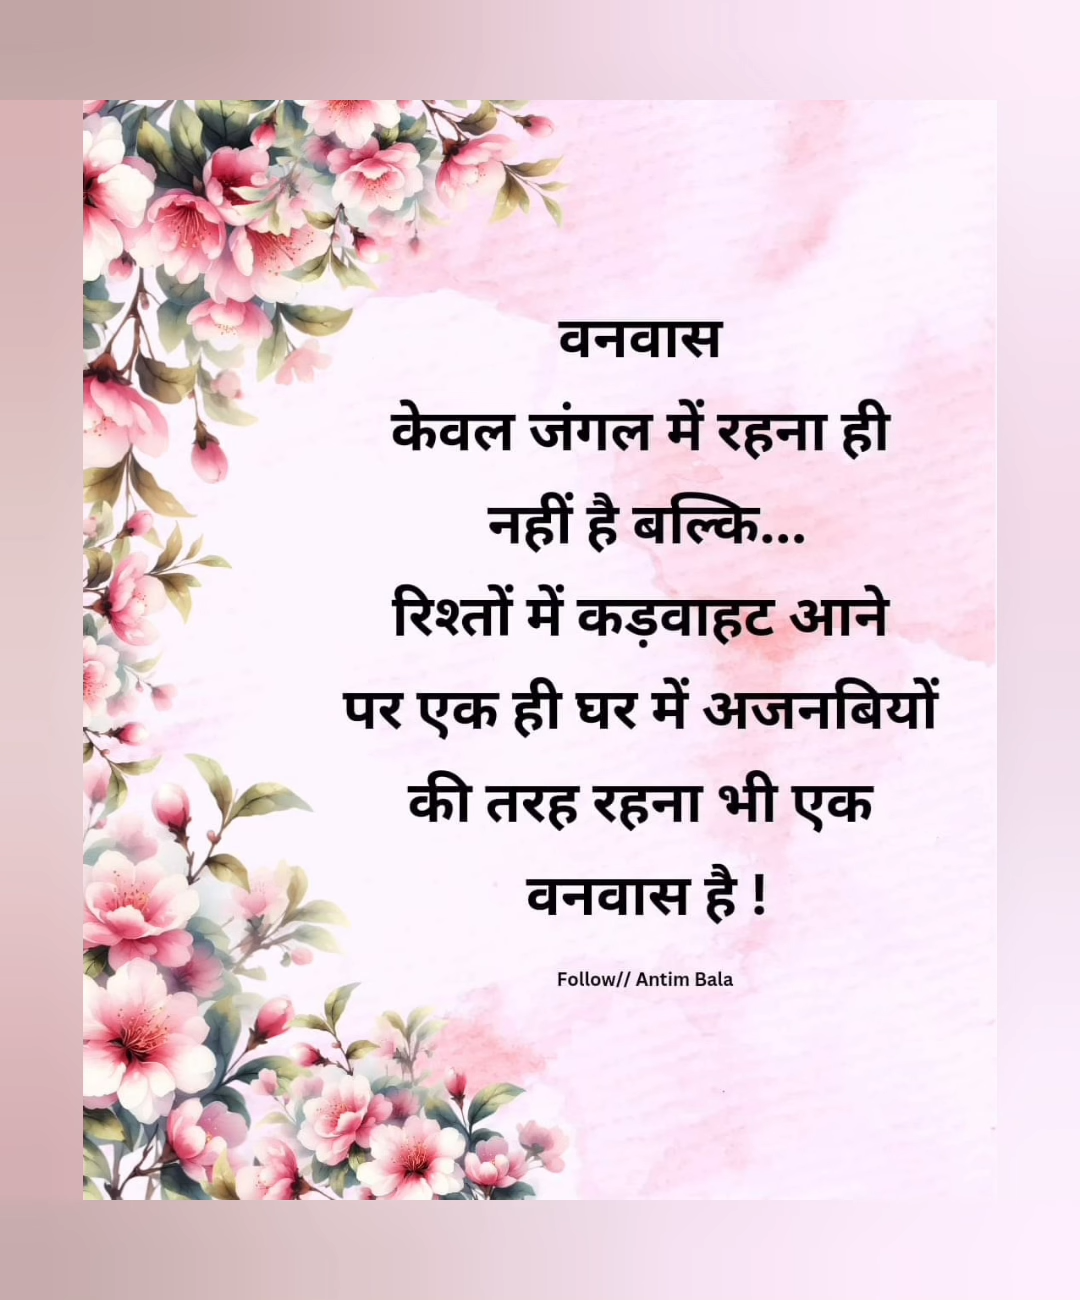 वनवास
केवल जंगल में रहना ही
नहीं है बल्कि...
रिश्तों में कड़वाहट आने
पर एक ही घर में अजनबियों
की तरह रहना भी एक
वनवास है !
Follow// Antim Bala